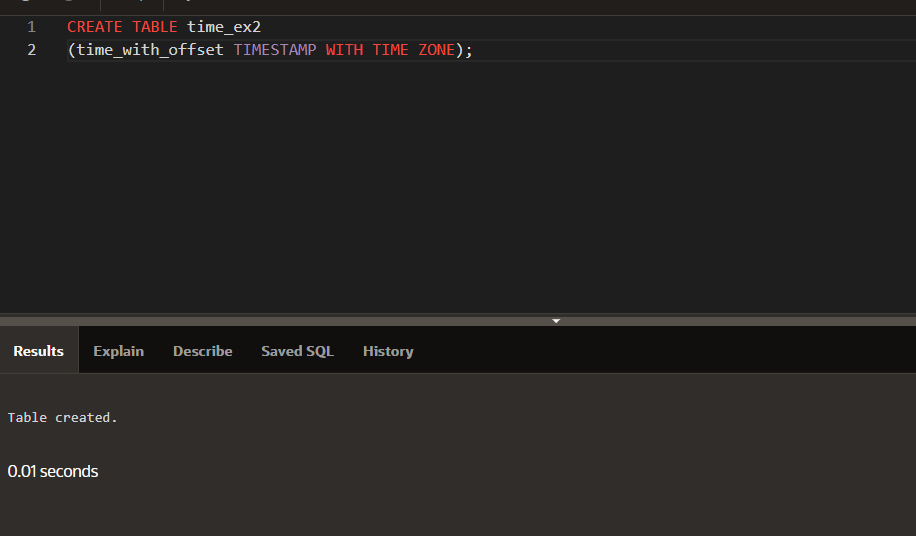 1 CREATE TABLE time_ex2
2 (time_with_offset TIMESTAMP WITH TIME ZONE);
Results Explain Describe Saved SQL History
Table created.
0.01 seconds